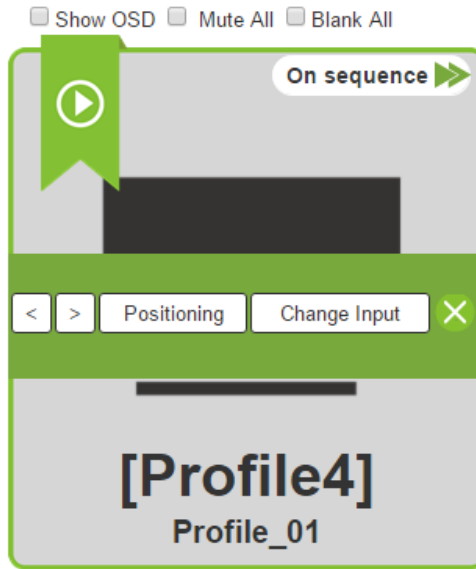 Show OSD Mute All Blank All
On sequence
< > Positioning Change Input
[Profile4]
Profile_01